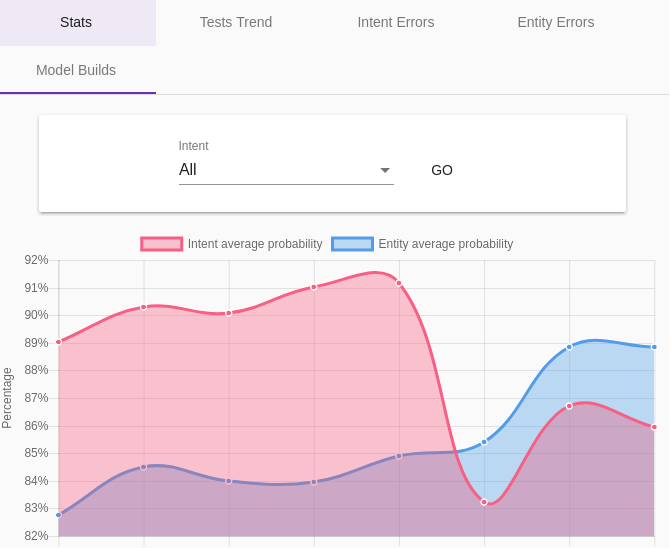 Stats Tests Trend Intent Errors Entity Errors
Model Builds
Intent
All GO
Intent average probability Entity average probability
92%
91%
90%
89%
88%
87%
86%
85%
84%
83%
82%
Percentage